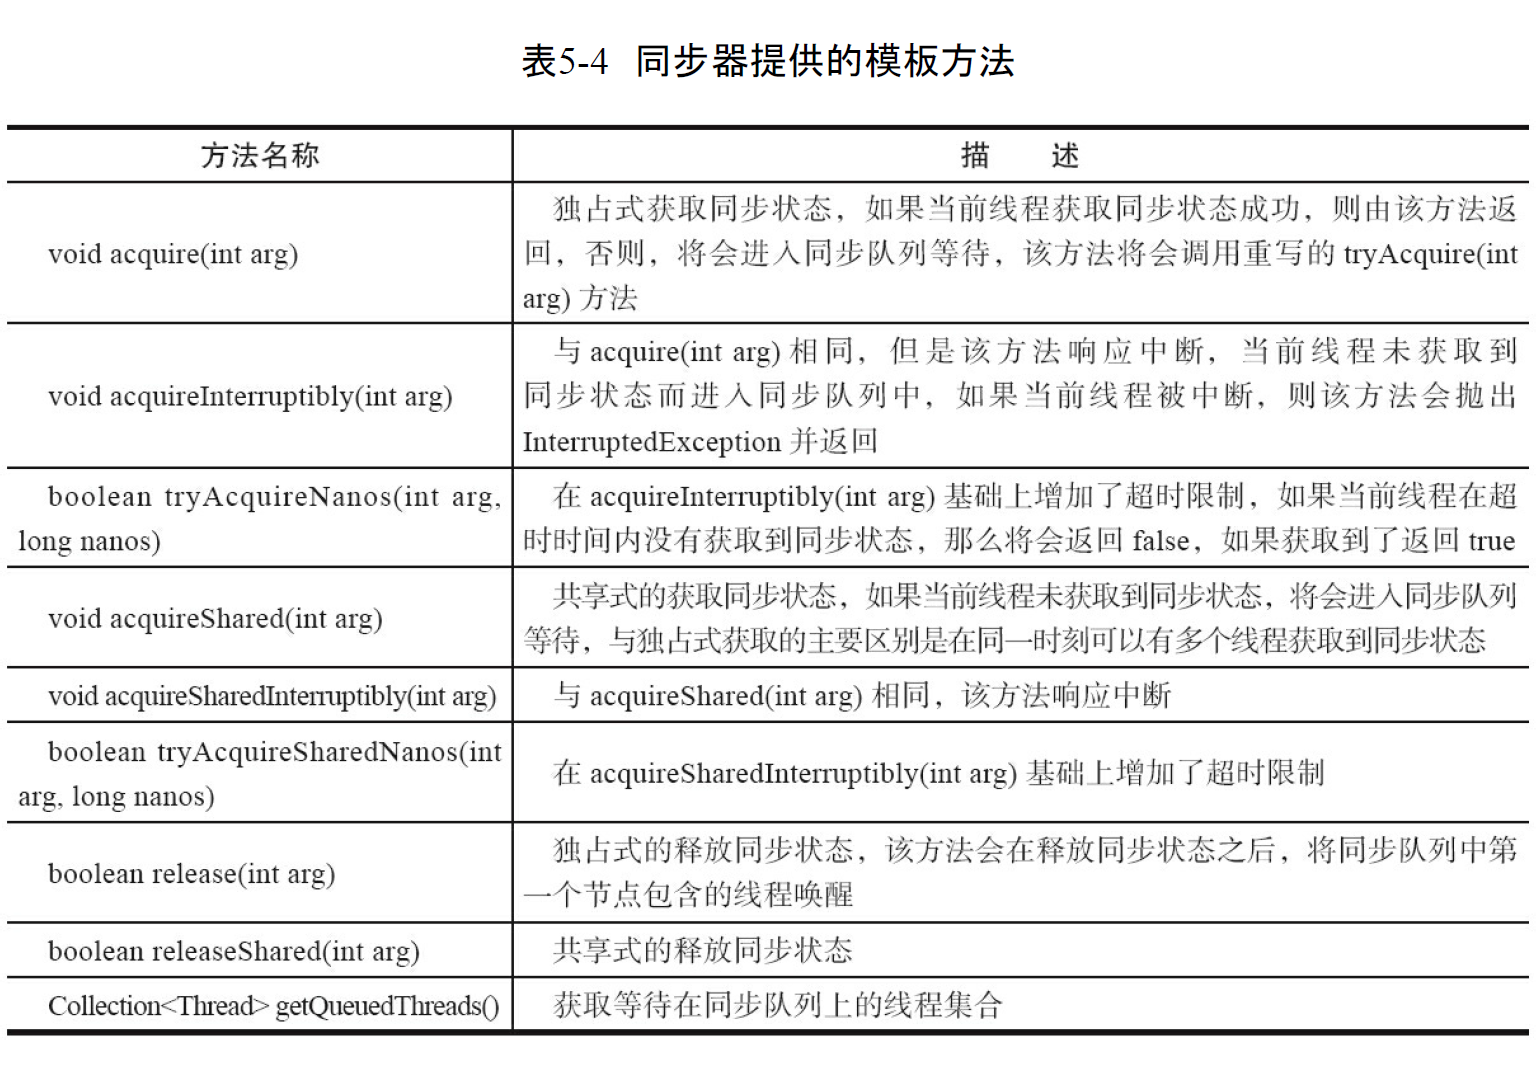 表5-4 同步器提供的模板方法
方法名称
描 述
void acquire(int arg)
独占式获取同步状态，如果当前线程获取同步状态成功，则由该方法返
回，否则，将会进入同步队列等待，该方法将会调用重写的 tryAcquire(int
arg) 方法
void acquireInterruptibly(int arg)
与 acquire(int arg) 相同，但是该方法响应中断，当前线程未获取到
同步状态而进入同步队列中，如果当前线程被中断，则该方法会抛出
InterruptedException 并返回
boolean tryAcquireNanos(int arg,
long nanos)
在 acquireInterruptibly(int arg) 基础上增加了超时限制，如果当前线程在超
时时间内没有获取到同步状态，那么将会返回 false，如果获取到了返回 true
void acquireShared(int arg)
共享式的获取同步状态，如果当前线程未获取到同步状态，将会进入同步队列
等待，与独占式获取的主要区别是在同一时刻可以有多个线程获取到同步状态
void acquireSharedInterruptibly(int arg)
与 acquireShared(int arg) 相同，该方法响应中断
boolean tryAcquireSharedNanos(int
arg, long nanos)
在 acquireSharedInterruptibly(int arg) 基础上增加了超时限制
boolean release(int arg)
独占式的释放同步状态，该方法会在释放同步状态之后，将同步队列中第
一个节点包含的线程唤醒
boolean releaseShared(int arg)
共享式的释放同步状态
Collection<Thread> getQueuedThreads()
获取等待在同步队列上的线程集合